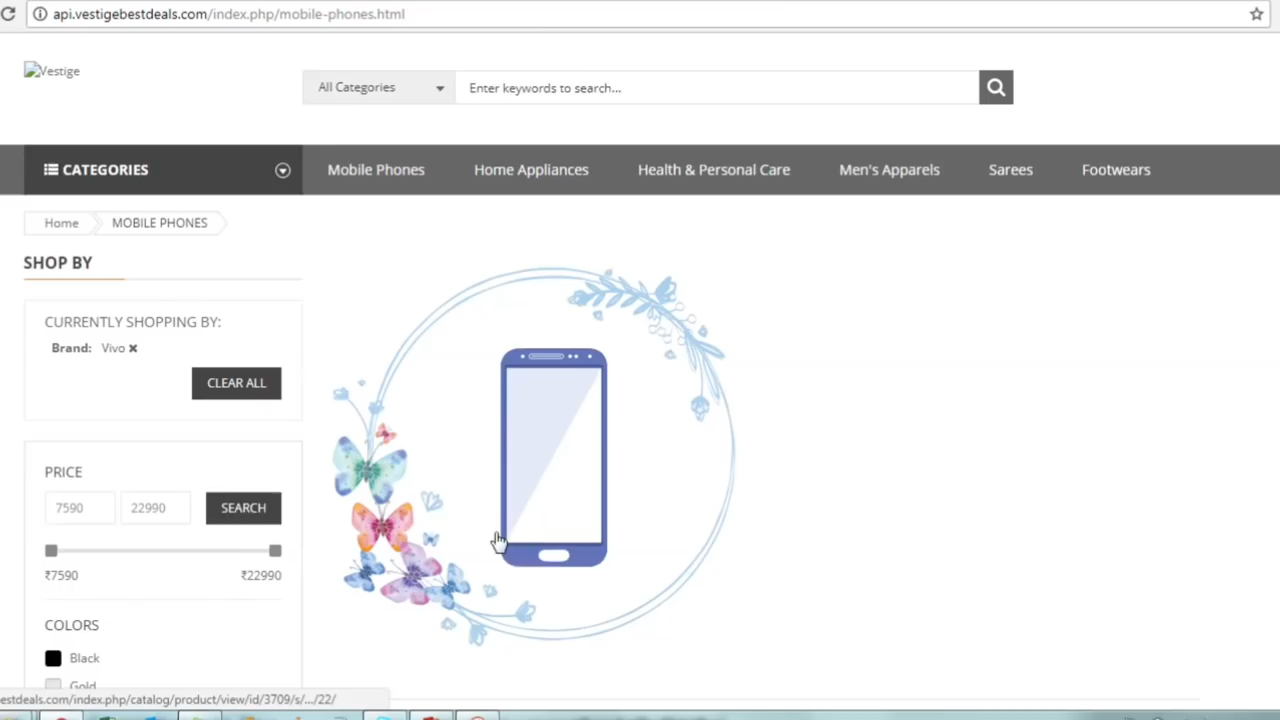 api.vestigebestdeals.com/index.php/mobile-phones.html
Vestige
All Categories
Enter keywords to search...
CATEGORIES
Mobile Phones
Home Appliances
Health & Personal Care
Men's Apparels
Sarees
Footwears
Home
MOBILE PHONES
SHOP BY
CURRENTLY SHOPPING BY:
Brand: Vivo
CLEAR ALL
PRICE
7590
22990
SEARCH
₹7590
₹22990
COLORS
Black
Gold
estdeals.com/index.php/catalog/product/view/id/3709/s/.../22/